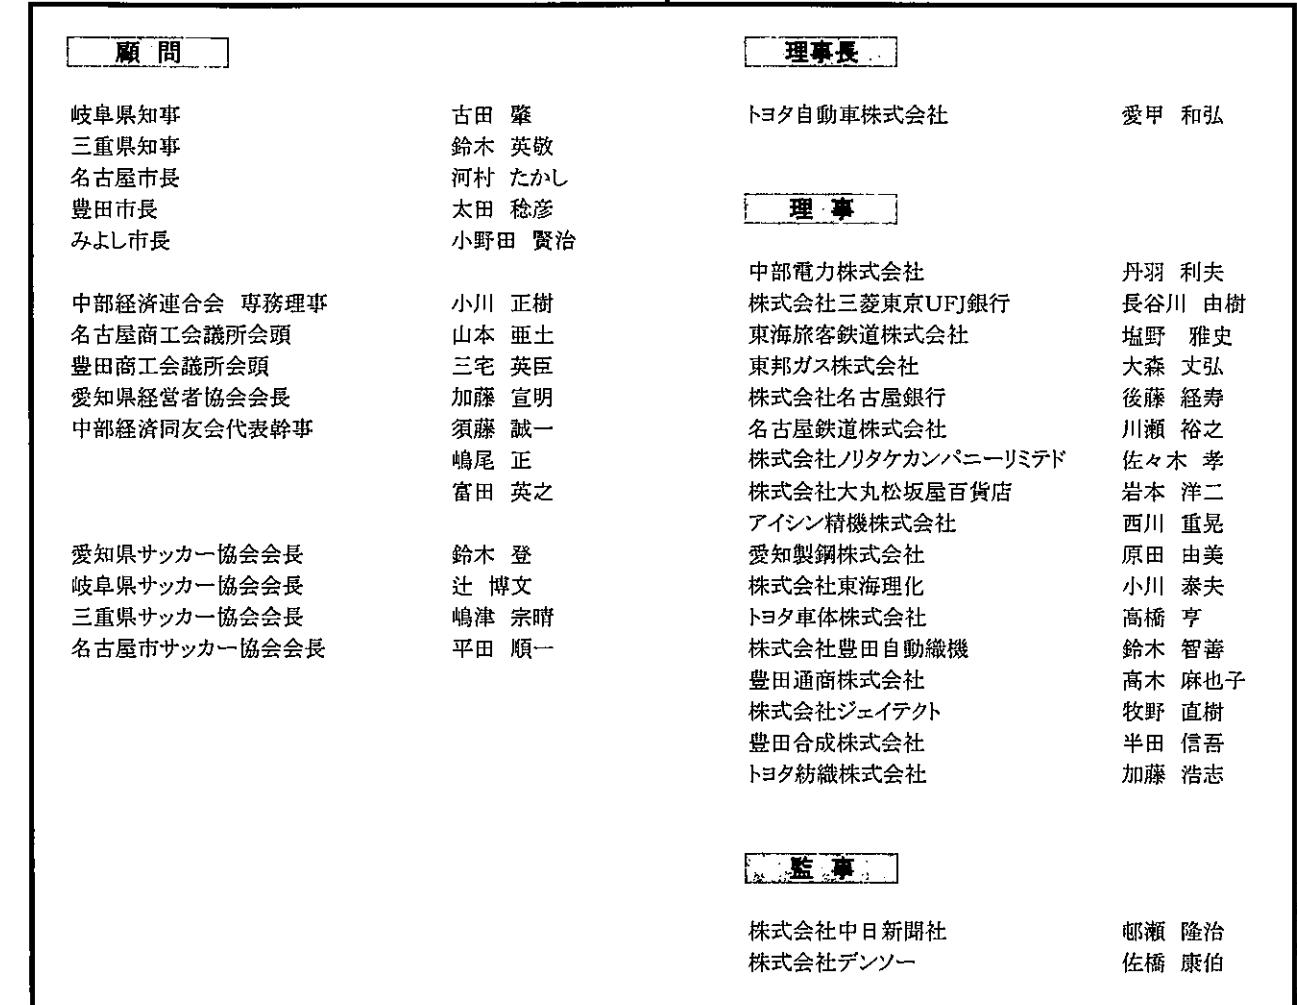 顧 問
岐阜県知事 古田 肇
三重県知事 鈴木 英敬
名古屋市長 河村 たかし
豊田市長 太田 稔彦
みよし市長 小野田 賢治
中部経済連合会 専務理事 小川 正樹
名古屋商工会議所会頭 山本 亜土
豊田商工会議所会頭 三宅 英臣
愛知県経営者協会会長 加藤 宣明
中部経済同友会代表幹事 須藤 誠一
嶋尾 正
富田 英之
愛知県サッカー協会会長 鈴木 登
岐阜県サッカー協会会長 辻 博文
三重県サッカー協会会長 嶋津 宗晴
名古屋市サッカー協会会長 平田 順一
理事長
トヨタ自動車株式会社 愛甲 和弘
理 事
中部電力株式会社 丹羽 利夫
株式会社三菱東京UFJ銀行 長谷川 由樹
東海旅客鉄道株式会社 塩野 雅史
東邦ガス株式会社 大森 丈弘
株式会社名古屋銀行 後藤 経寿
名古屋鉄道株式会社 川瀬 裕之
株式会社ノリタケカンパニーリミテド 佐々木 孝
株式会社大丸松坂屋百貨店 岩本 洋二
アイシン精機株式会社 西川 重晃
愛知製鋼株式会社 原田 由美
株式会社東海理化 小川 泰夫
トヨタ車体株式会社 高橋 亨
株式会社豊田自動織機 鈴木 智善
豊田通商株式会社 髙木 麻也子
株式会社ジェイテクト 牧野 直樹
豊田合成株式会社 半田 信吾
トヨタ紡織株式会社 加藤 浩志
監 事
株式会社中日新聞社 隆治
株式会社デンソー 佐橋 康伯